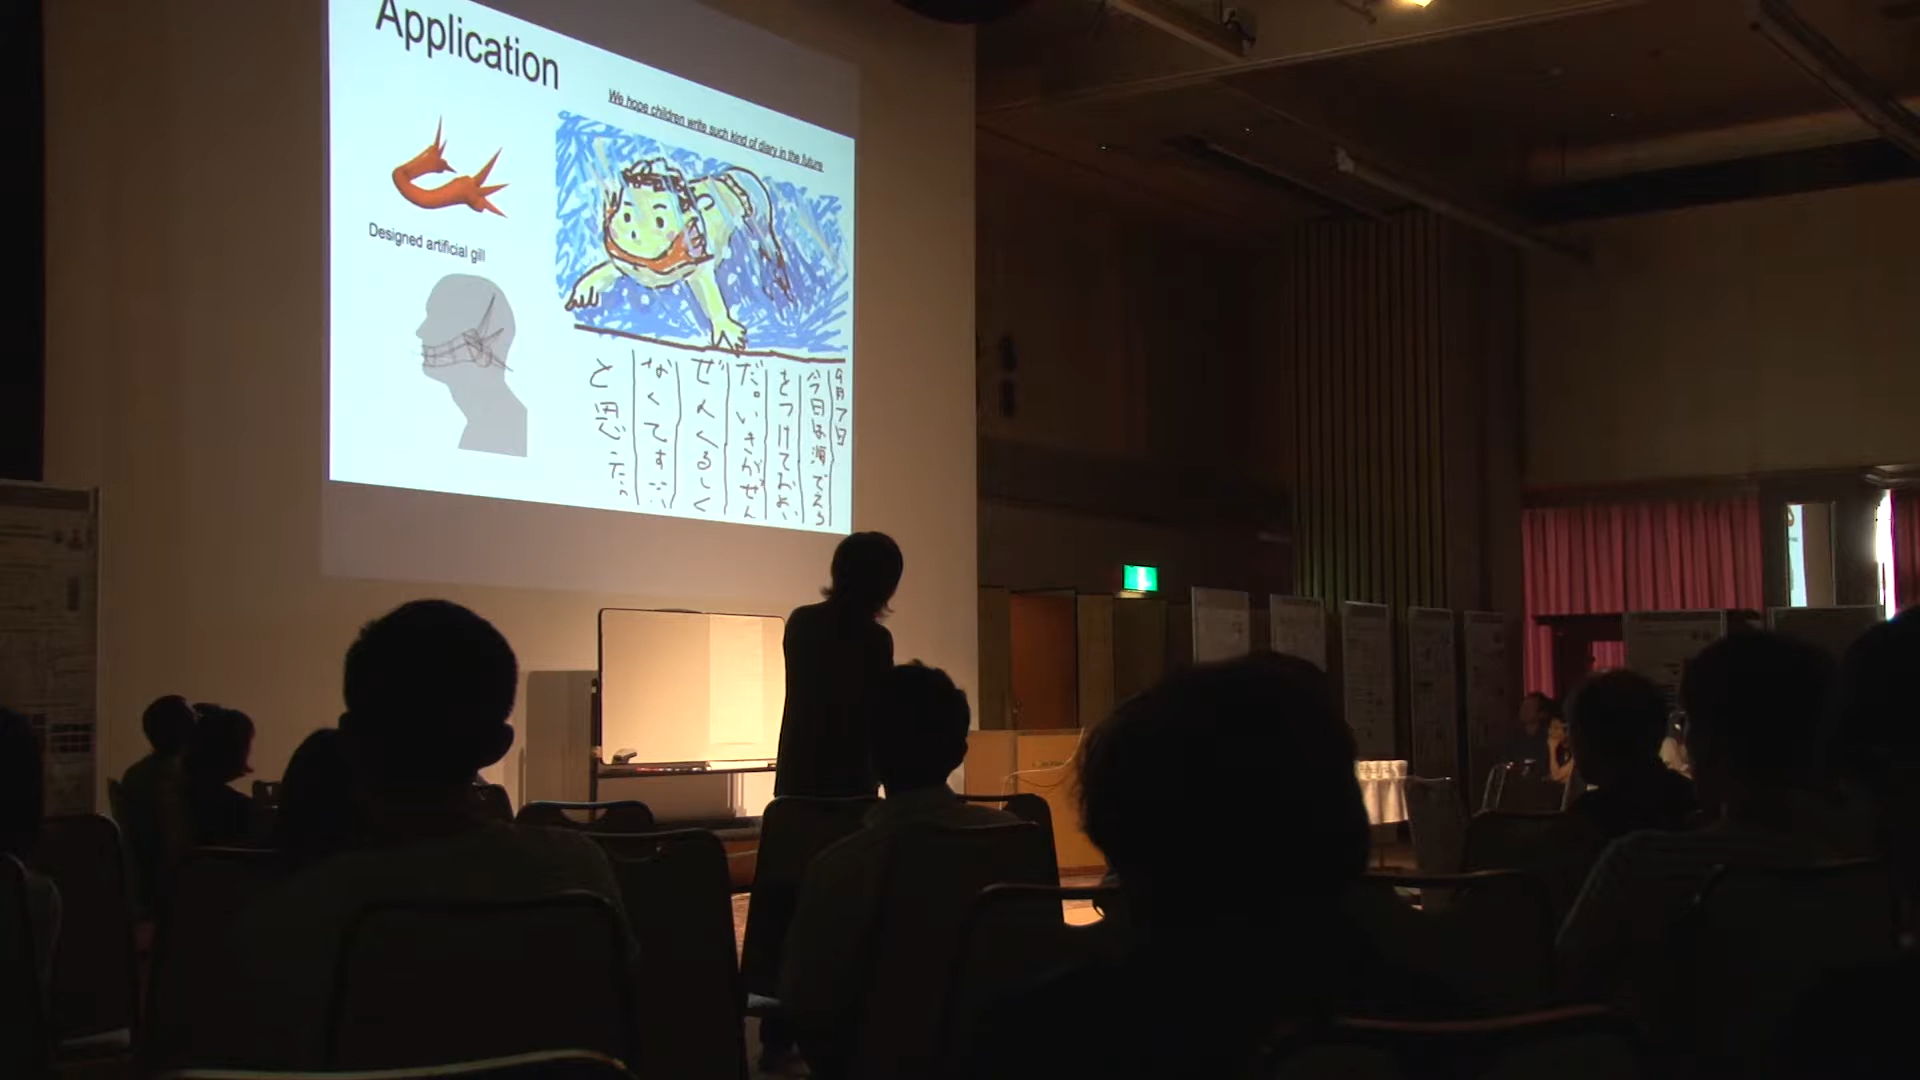 Application
We hope children write such kind of diary in the future
Designed artificial gill
9月7日
今日は海でえら
をつけておよい
だ。いきがぜん
ぜんくるしく
なくてすごい
と思った。